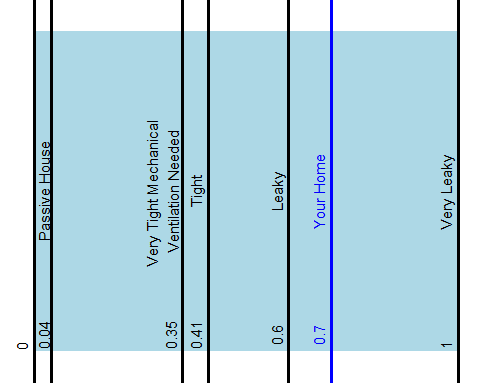 Passive House
Very Tight Mechanical
Ventilation Needed
Tight
Leaky
Your Home
Very Leaky
0
0.04
0.35
0.41
0.6
0.7
1